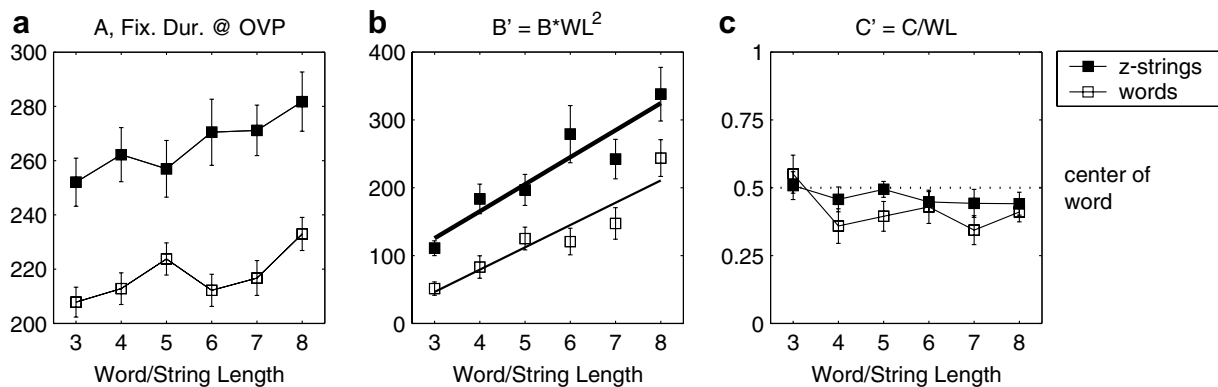 a
A, Fix. Dur. @ OVP
300
280
260
240
220
200
3 4 5 6 7 8
Word/String Length
b
B' = B*WL²
400
300
200
100
0
3 4 5 6 7 8
Word/String Length
c
C' = C/WL
1
0.75
0.5
0.25
0
3 4 5 6 7 8
Word/String Length
z-strings
words
center of
word